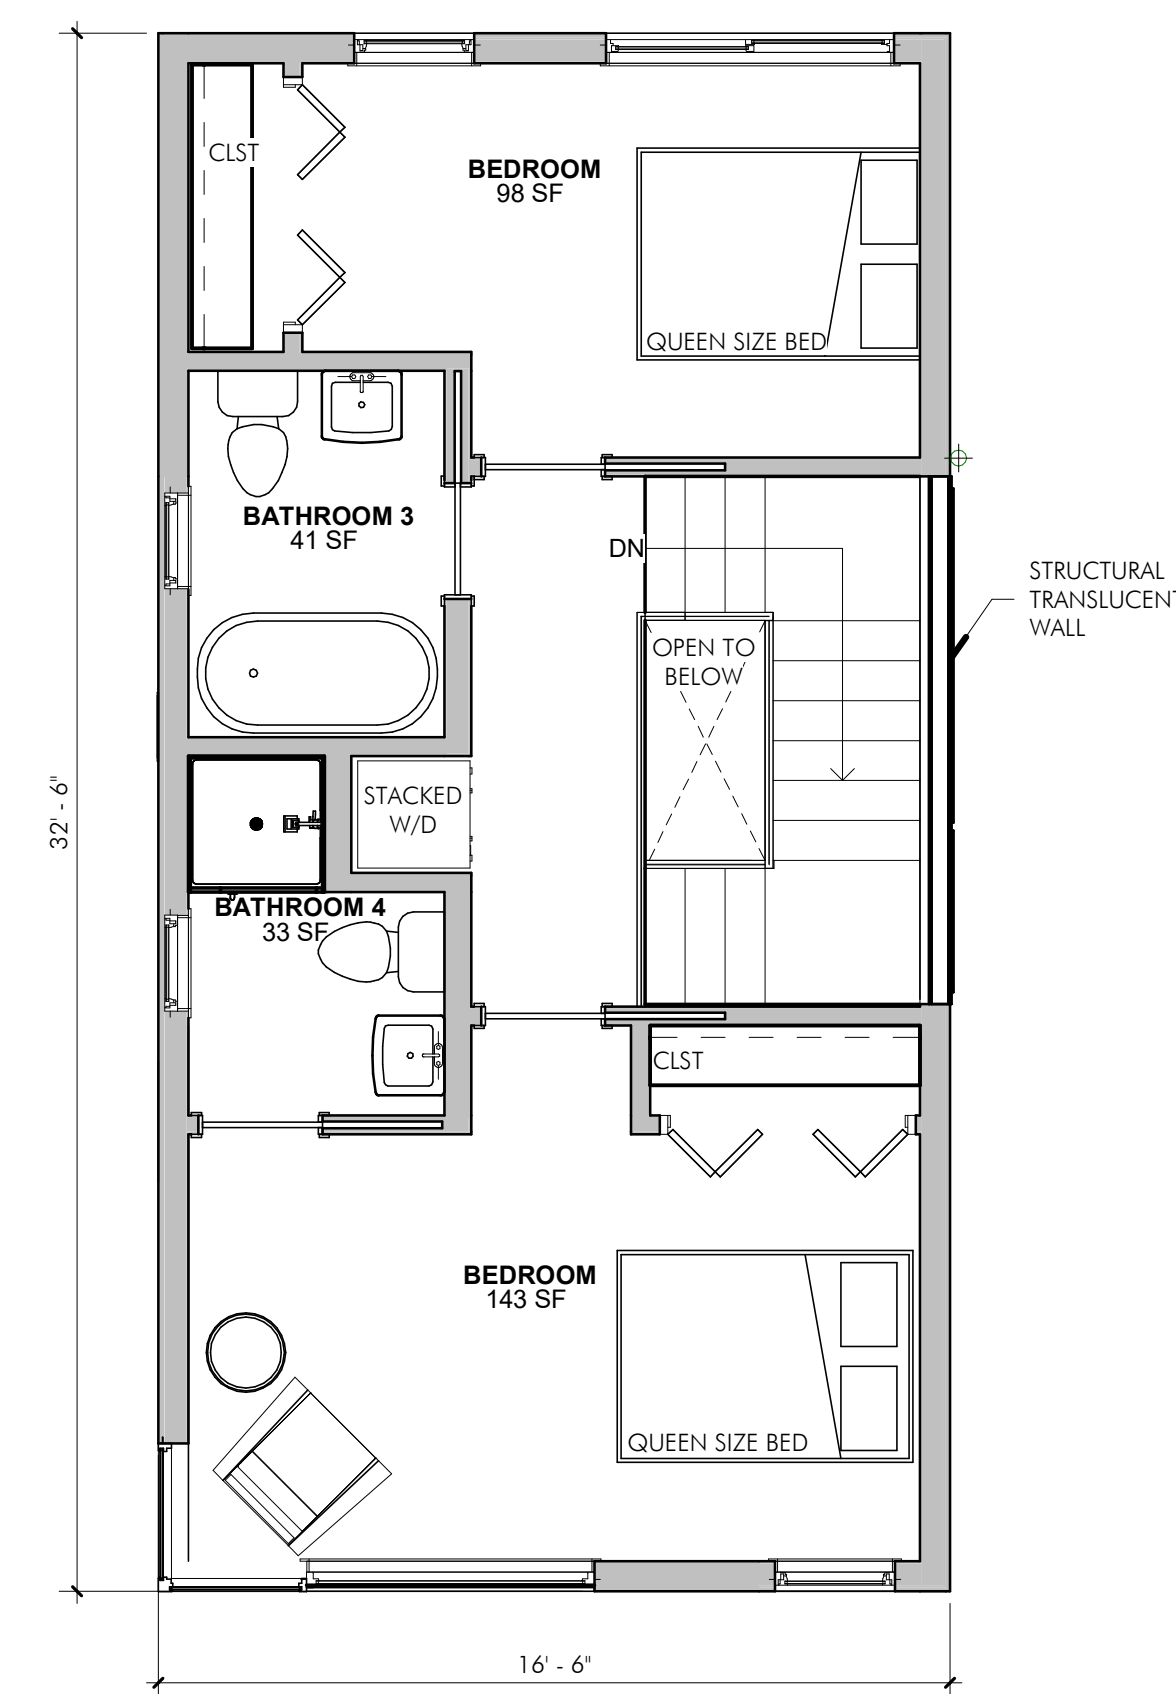 CLST
BEDROOM
98 SF
QUEEN SIZE BED
BATHROOM 3
41 SF
DN
STRUCTURAL
TRANSLUCENT
WALL
OPEN TO
BELOW
32' - 6"
STACKED
W/D
BATHROOM 4
33 SF
CLST
BEDROOM
143 SF
QUEEN SIZE BED
16' - 6"